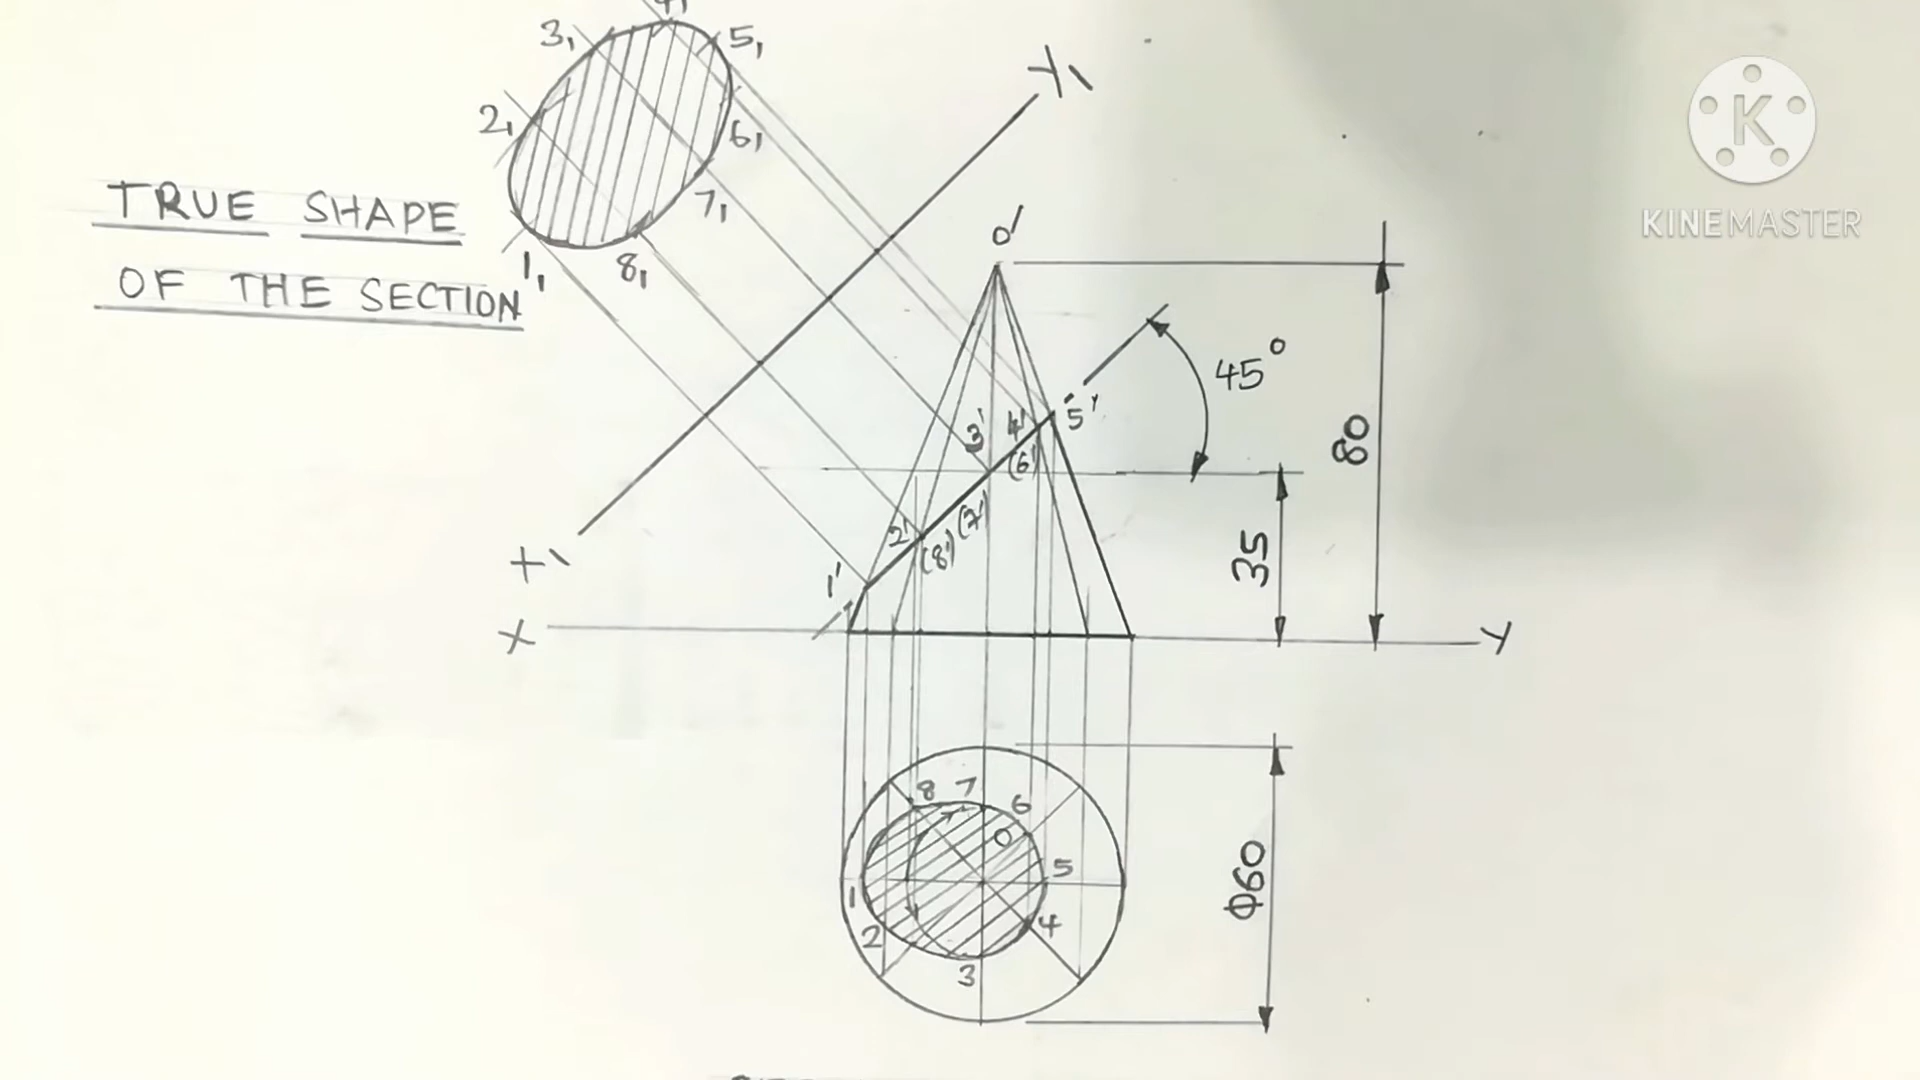 4₁
3₁
5₁
2₁
6₁
7₁
1₁
8₁
TRUE SHAPE
OF THE SECTION
Y₁
X₁
K
KINEMASTER
O'
45°
80
35
3'
4'
5'
(6')
2'
(7')
(8')
1'
X
Y
8
7
6
O
5
1
4
2
3
Φ60